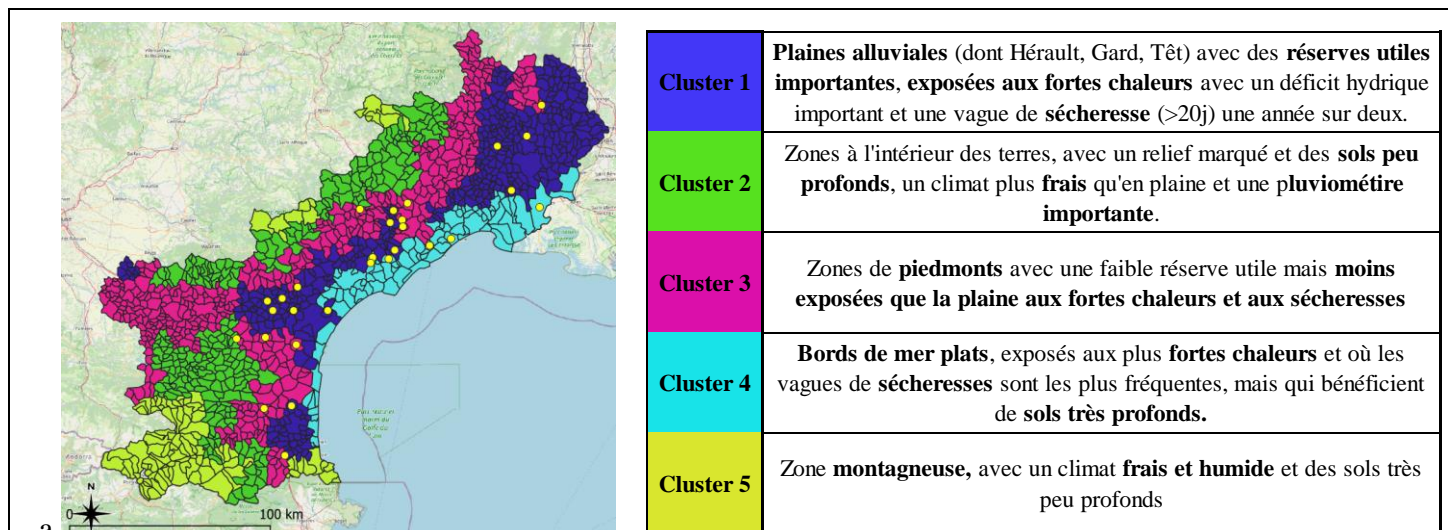 Cluster 1
Plaines alluviales (dont Hérault, Gard, Têt) avec des réserves utiles
importantes, exposées aux fortes chaleurs avec un déficit hydrique
important et une vague de sécheresse (>20j) une année sur deux.
Cluster 2
Zones à l'intérieur des terres, avec un relief marqué et des sols peu
profonds, un climat plus frais qu'en plaine et une pluviométire
importante.
Cluster 3
Zones de piedmonts avec une faible réserve utile mais moins
exposées que la plaine aux fortes chaleurs et aux sécheresses
Cluster 4
Bords de mer plats, exposés aux plus fortes chaleurs et où les
vagues de sécheresses sont les plus fréquentes, mais qui bénéficient
de sols très profonds.
Cluster 5
Zone montagneuse, avec un climat frais et humide et des sols très
peu profonds
N
0
100 km
a